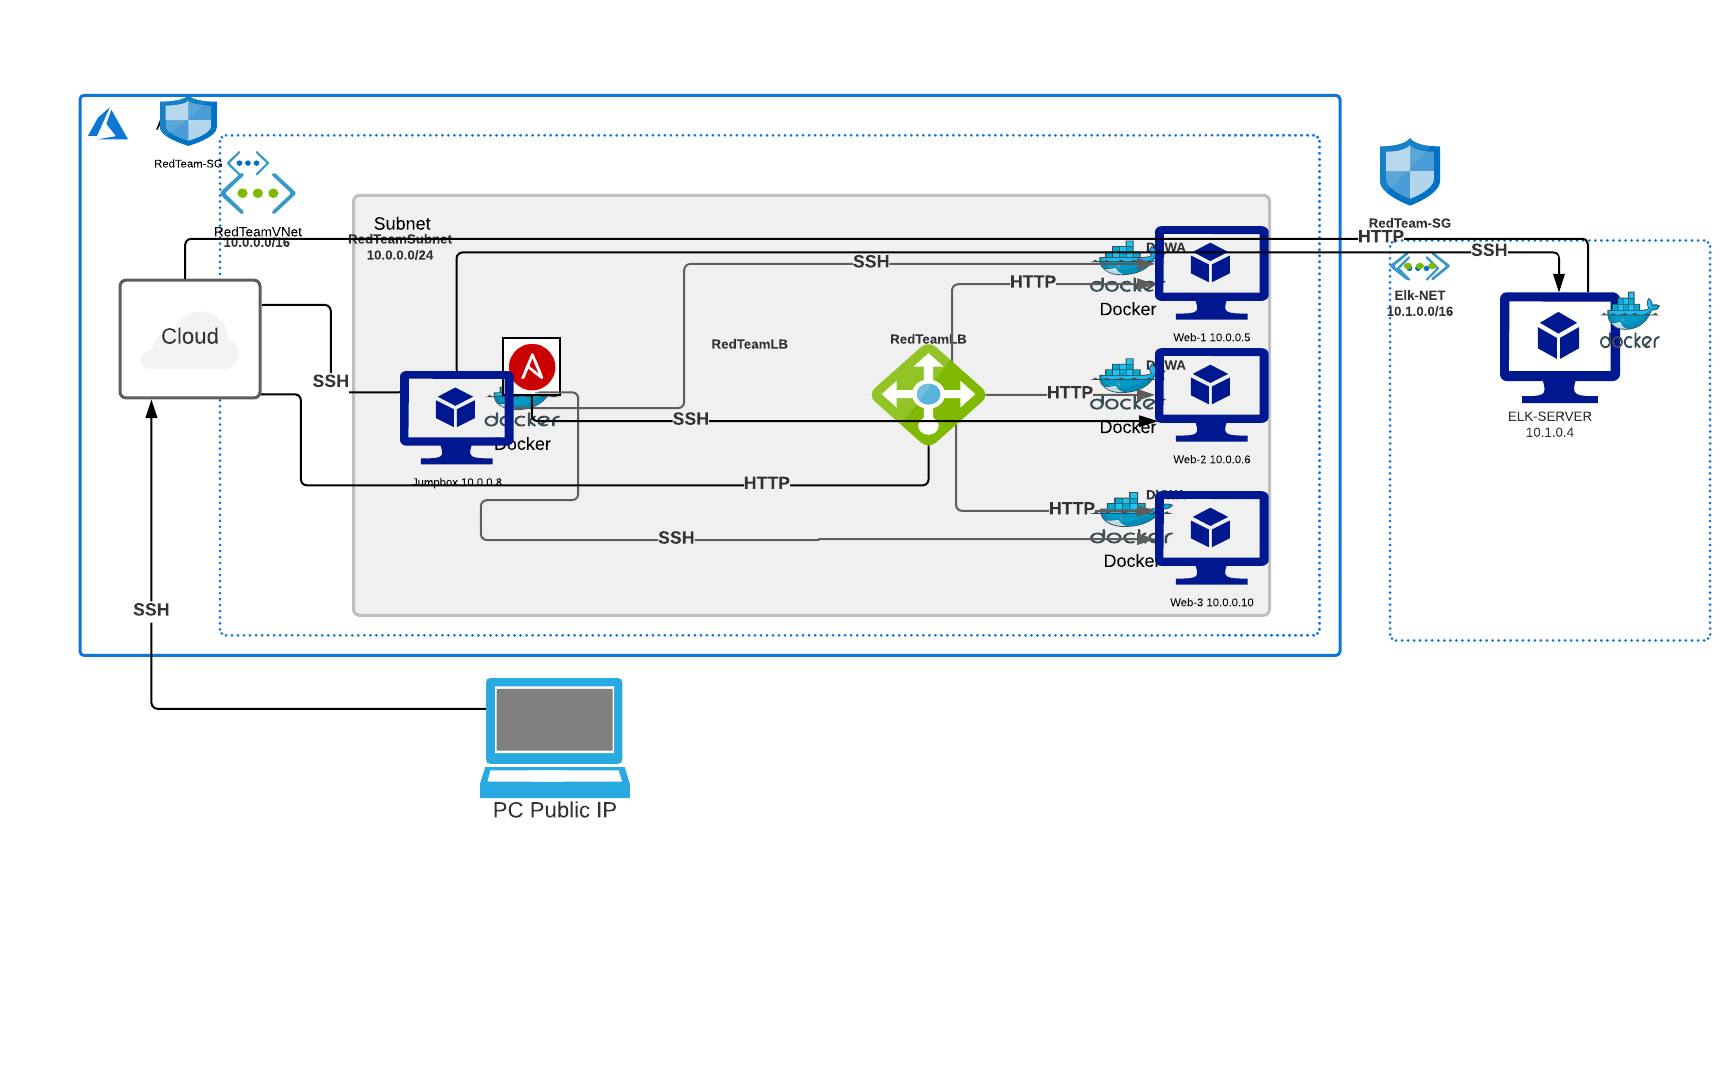 RedTeam-SG
RedTeamVNet
10.0.0.0/16
Subnet
RedTeamSubnet
10.0.0.0/24
Cloud
SSH
SSH
HTTP
SSH
SSH
SSH
RedTeamLB
RedTeamLB
HTTP
HTTP
HTTP
docker
Docker
Jumpbox 10.0.0.8
docker
Docker
Web-1 10.0.0.5
docker
Docker
Web-2 10.0.0.6
docker
Docker
Web-3 10.0.0.10
RedTeam-SG
HTTP
SSH
Elk-NET
10.1.0.0/16
docker
ELK-SERVER
10.1.0.4
PC Public IP